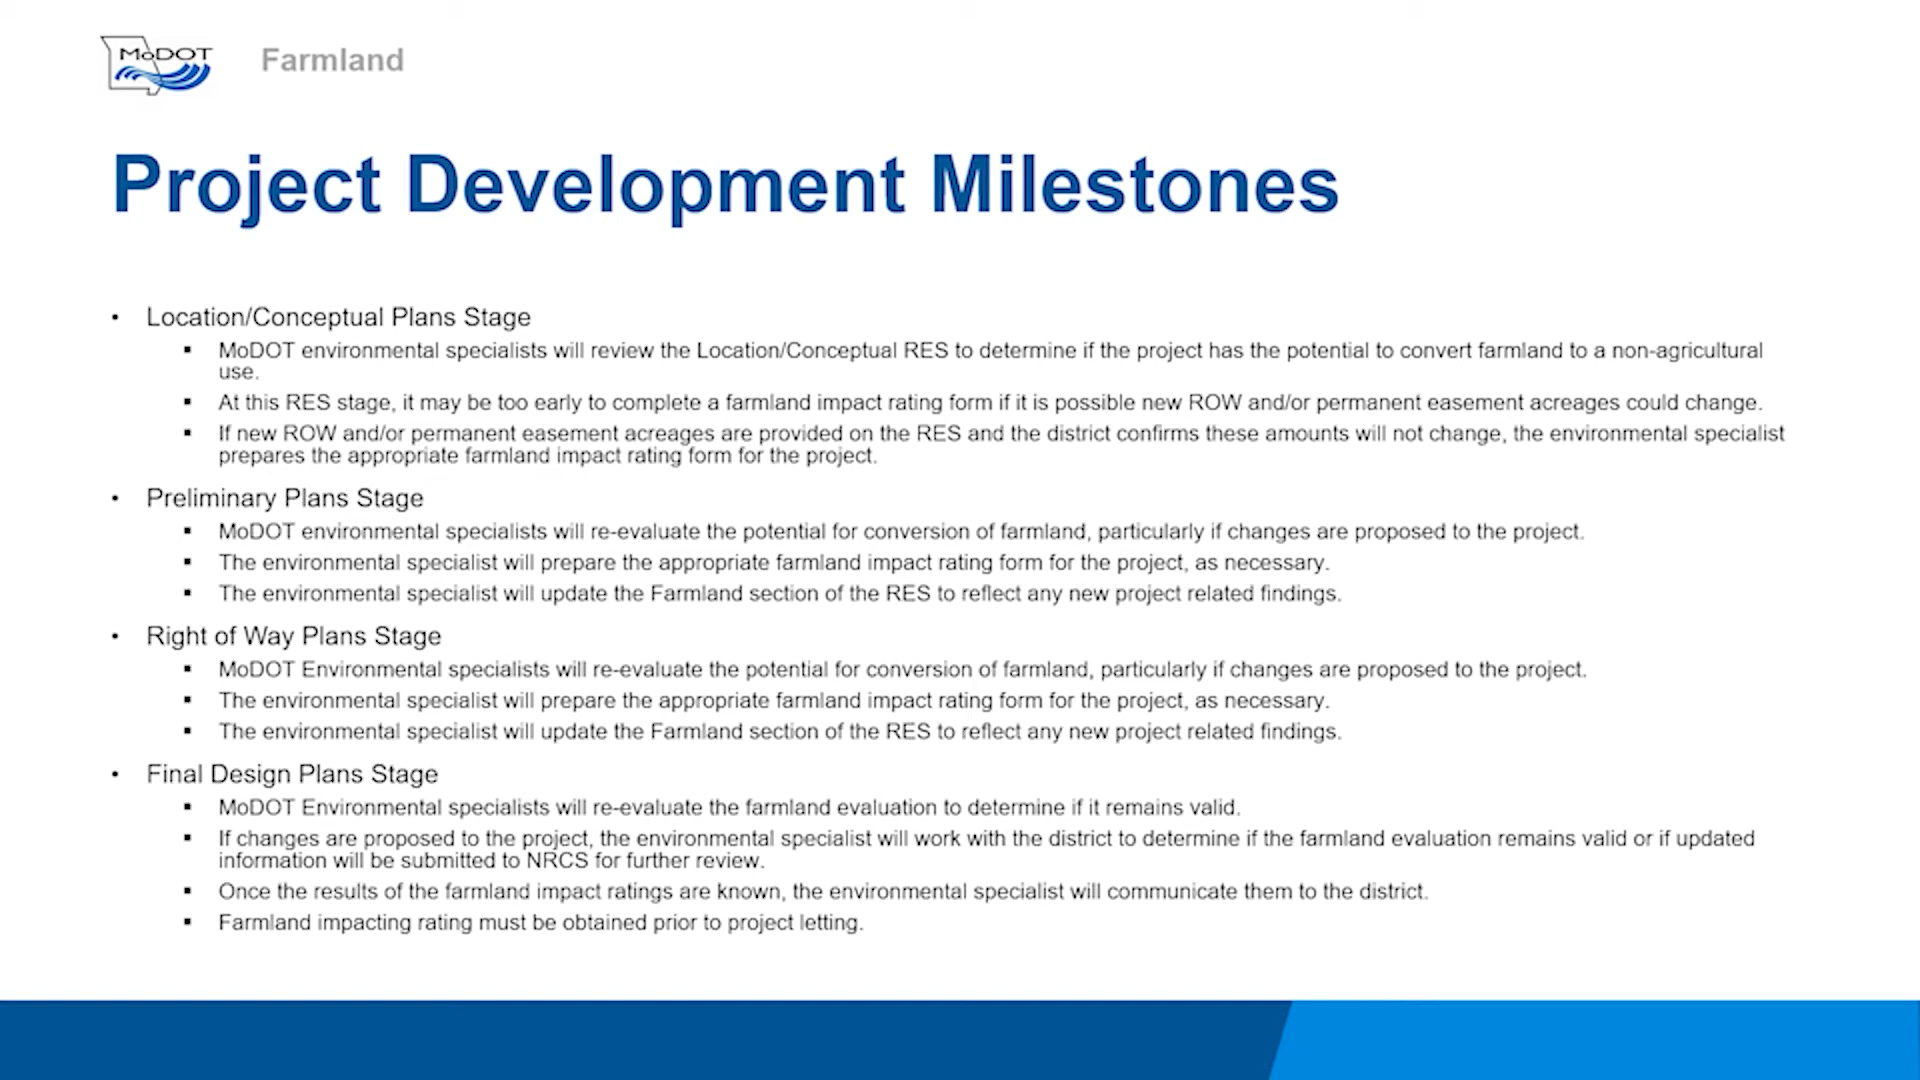 MoDOT
Farmland
Project Development Milestones
• Location/Conceptual Plans Stage
▪ MoDOT environmental specialists will review the Location/Conceptual RES to determine if the project has the potential to convert farmland to a non-agricultural
use.
▪ At this RES stage, it may be too early to complete a farmland impact rating form if it is possible new ROW and/or permanent easement acreages could change.
▪ If new ROW and/or permanent easement acreages are provided on the RES and the district confirms these amounts will not change, the environmental specialist
prepares the appropriate farmland impact rating form for the project.
• Preliminary Plans Stage
▪ MoDOT environmental specialists will re-evaluate the potential for conversion of farmland, particularly if changes are proposed to the project.
▪ The environmental specialist will prepare the appropriate farmland impact rating form for the project, as necessary.
▪ The environmental specialist will update the Farmland section of the RES to reflect any new project related findings.
• Right of Way Plans Stage
▪ MoDOT Environmental specialists will re-evaluate the potential for conversion of farmland, particularly if changes are proposed to the project.
▪ The environmental specialist will prepare the appropriate farmland impact rating form for the project, as necessary.
▪ The environmental specialist will update the Farmland section of the RES to reflect any new project related findings.
• Final Design Plans Stage
▪ MoDOT Environmental specialists will re-evaluate the farmland evaluation to determine if it remains valid.
▪ If changes are proposed to the project, the environmental specialist will work with the district to determine if the farmland evaluation remains valid or if updated
information will be submitted to NRCS for further review.
▪ Once the results of the farmland impact ratings are known, the environmental specialist will communicate them to the district.
▪ Farmland impacting rating must be obtained prior to project letting.